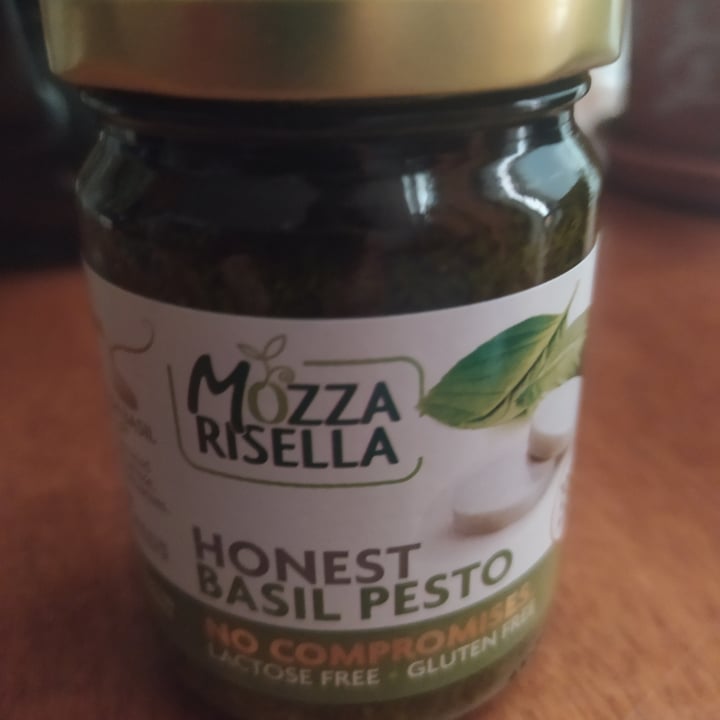 MOZZA
RISELLA
HONEST
BASIL PESTO
NO COMPROMISES
LACTOSE FREE - GLUTEN FREE